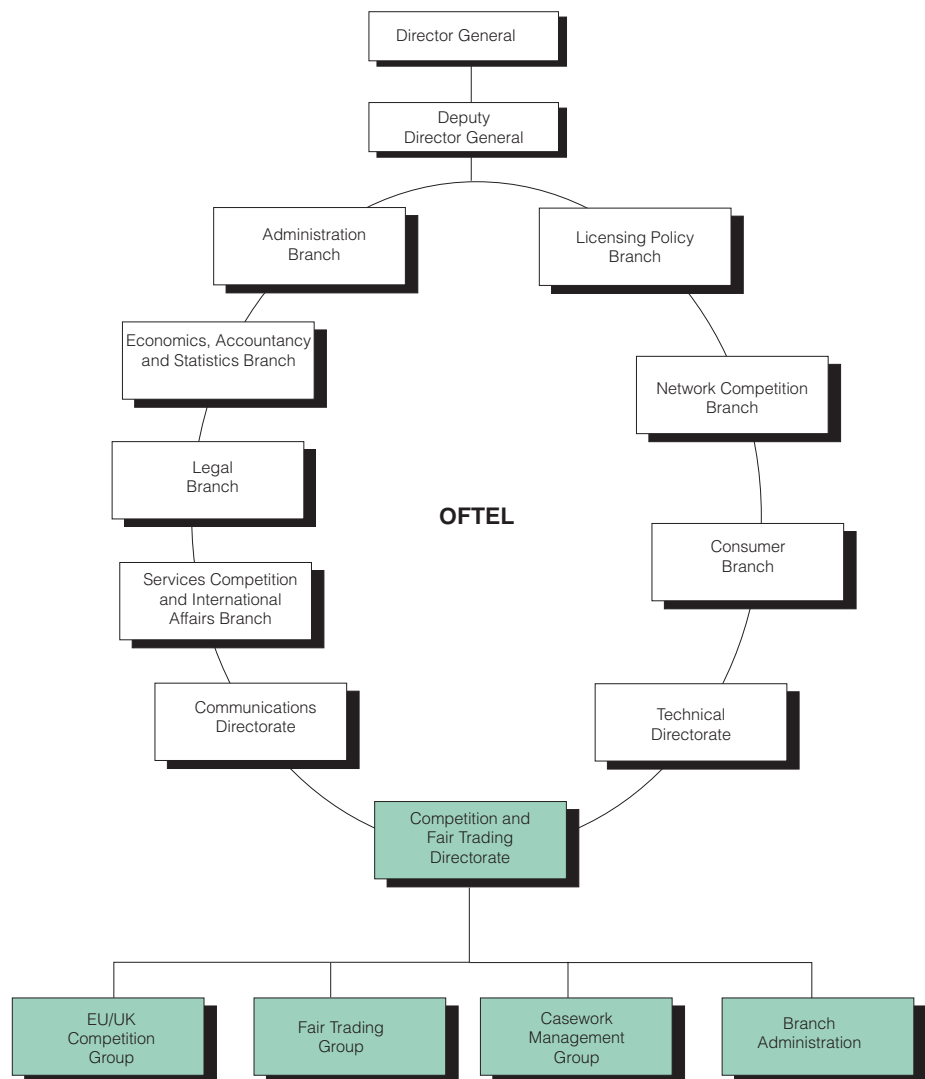 Director General
Deputy
Director General
Administration
Branch
Licensing Policy
Branch
Economics, Accountancy
and Statistics Branch
Network Competition
Branch
Legal
Branch
OFTEL
Consumer
Branch
Services Competition
and International
Affairs Branch
Communications
Directorate
Technical
Directorate
Competition and
Fair Trading
Directorate
EU/UK
Competition
Group
Fair Trading
Group
Casework
Management
Group
Branch
Administration